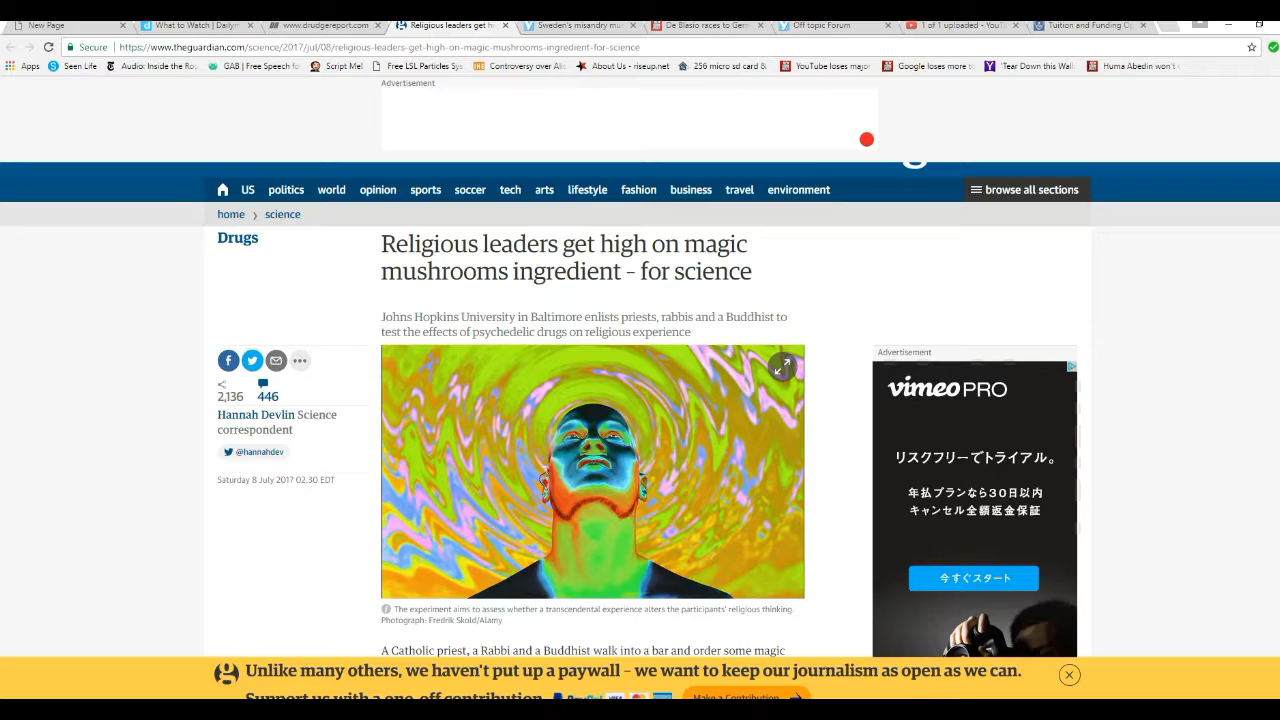 New Page
What to Watch | Dailym
www.drudgereport.com
Religious leaders get h
Sweden's misandry mu
De Blasio races to Ger
Off topic Forum
1 of 1 uploaded - YouT
Tuition and Funding O
Secure
https://www.theguardian.com/science/2017/jul/08/religious-leaders-get-high-on-magic-mushrooms-ingredient-for-science
Apps
Seen Life
Audio: Inside the Ro
GAB | Free Speech fo
Script Me!
Free LSL Particles Sys
Controversy over Ali
About Us - riseup.net
256 micro sd card &
YouTube loses major
Google loses more t
'Tear Down this Wall
Huma Abedin won't
Advertisement
US politics world opinion sports soccer tech arts lifestyle fashion business travel environment
browse all sections
home › science
Drugs
Religious leaders get high on magic
mushrooms ingredient – for science
Johns Hopkins University in Baltimore enlists priests, rabbis and a Buddhist to
test the effects of psychedelic drugs on religious experience
2,136 446
Hannah Devlin Science
correspondent
@hannahdev
Saturday 8 July 2017 02.30 EDT
Advertisement
vimeo PRO
リスクフリーでトライアル。
年払プランなら30日以内
キャンセル全額返金保証
今すぐスタート
The experiment aims to assess whether a transcendental experience alters the participants' religious thinking.
Photograph: Fredrik Skold/Alamy
A Catholic priest, a Rabbi and a Buddhist walk into a bar and order some magic
Unlike many others, we haven't put up a paywall – we want to keep our journalism as open as we can.
Support us with a one-off contribution
PayPal
VISA
Make a Contribution